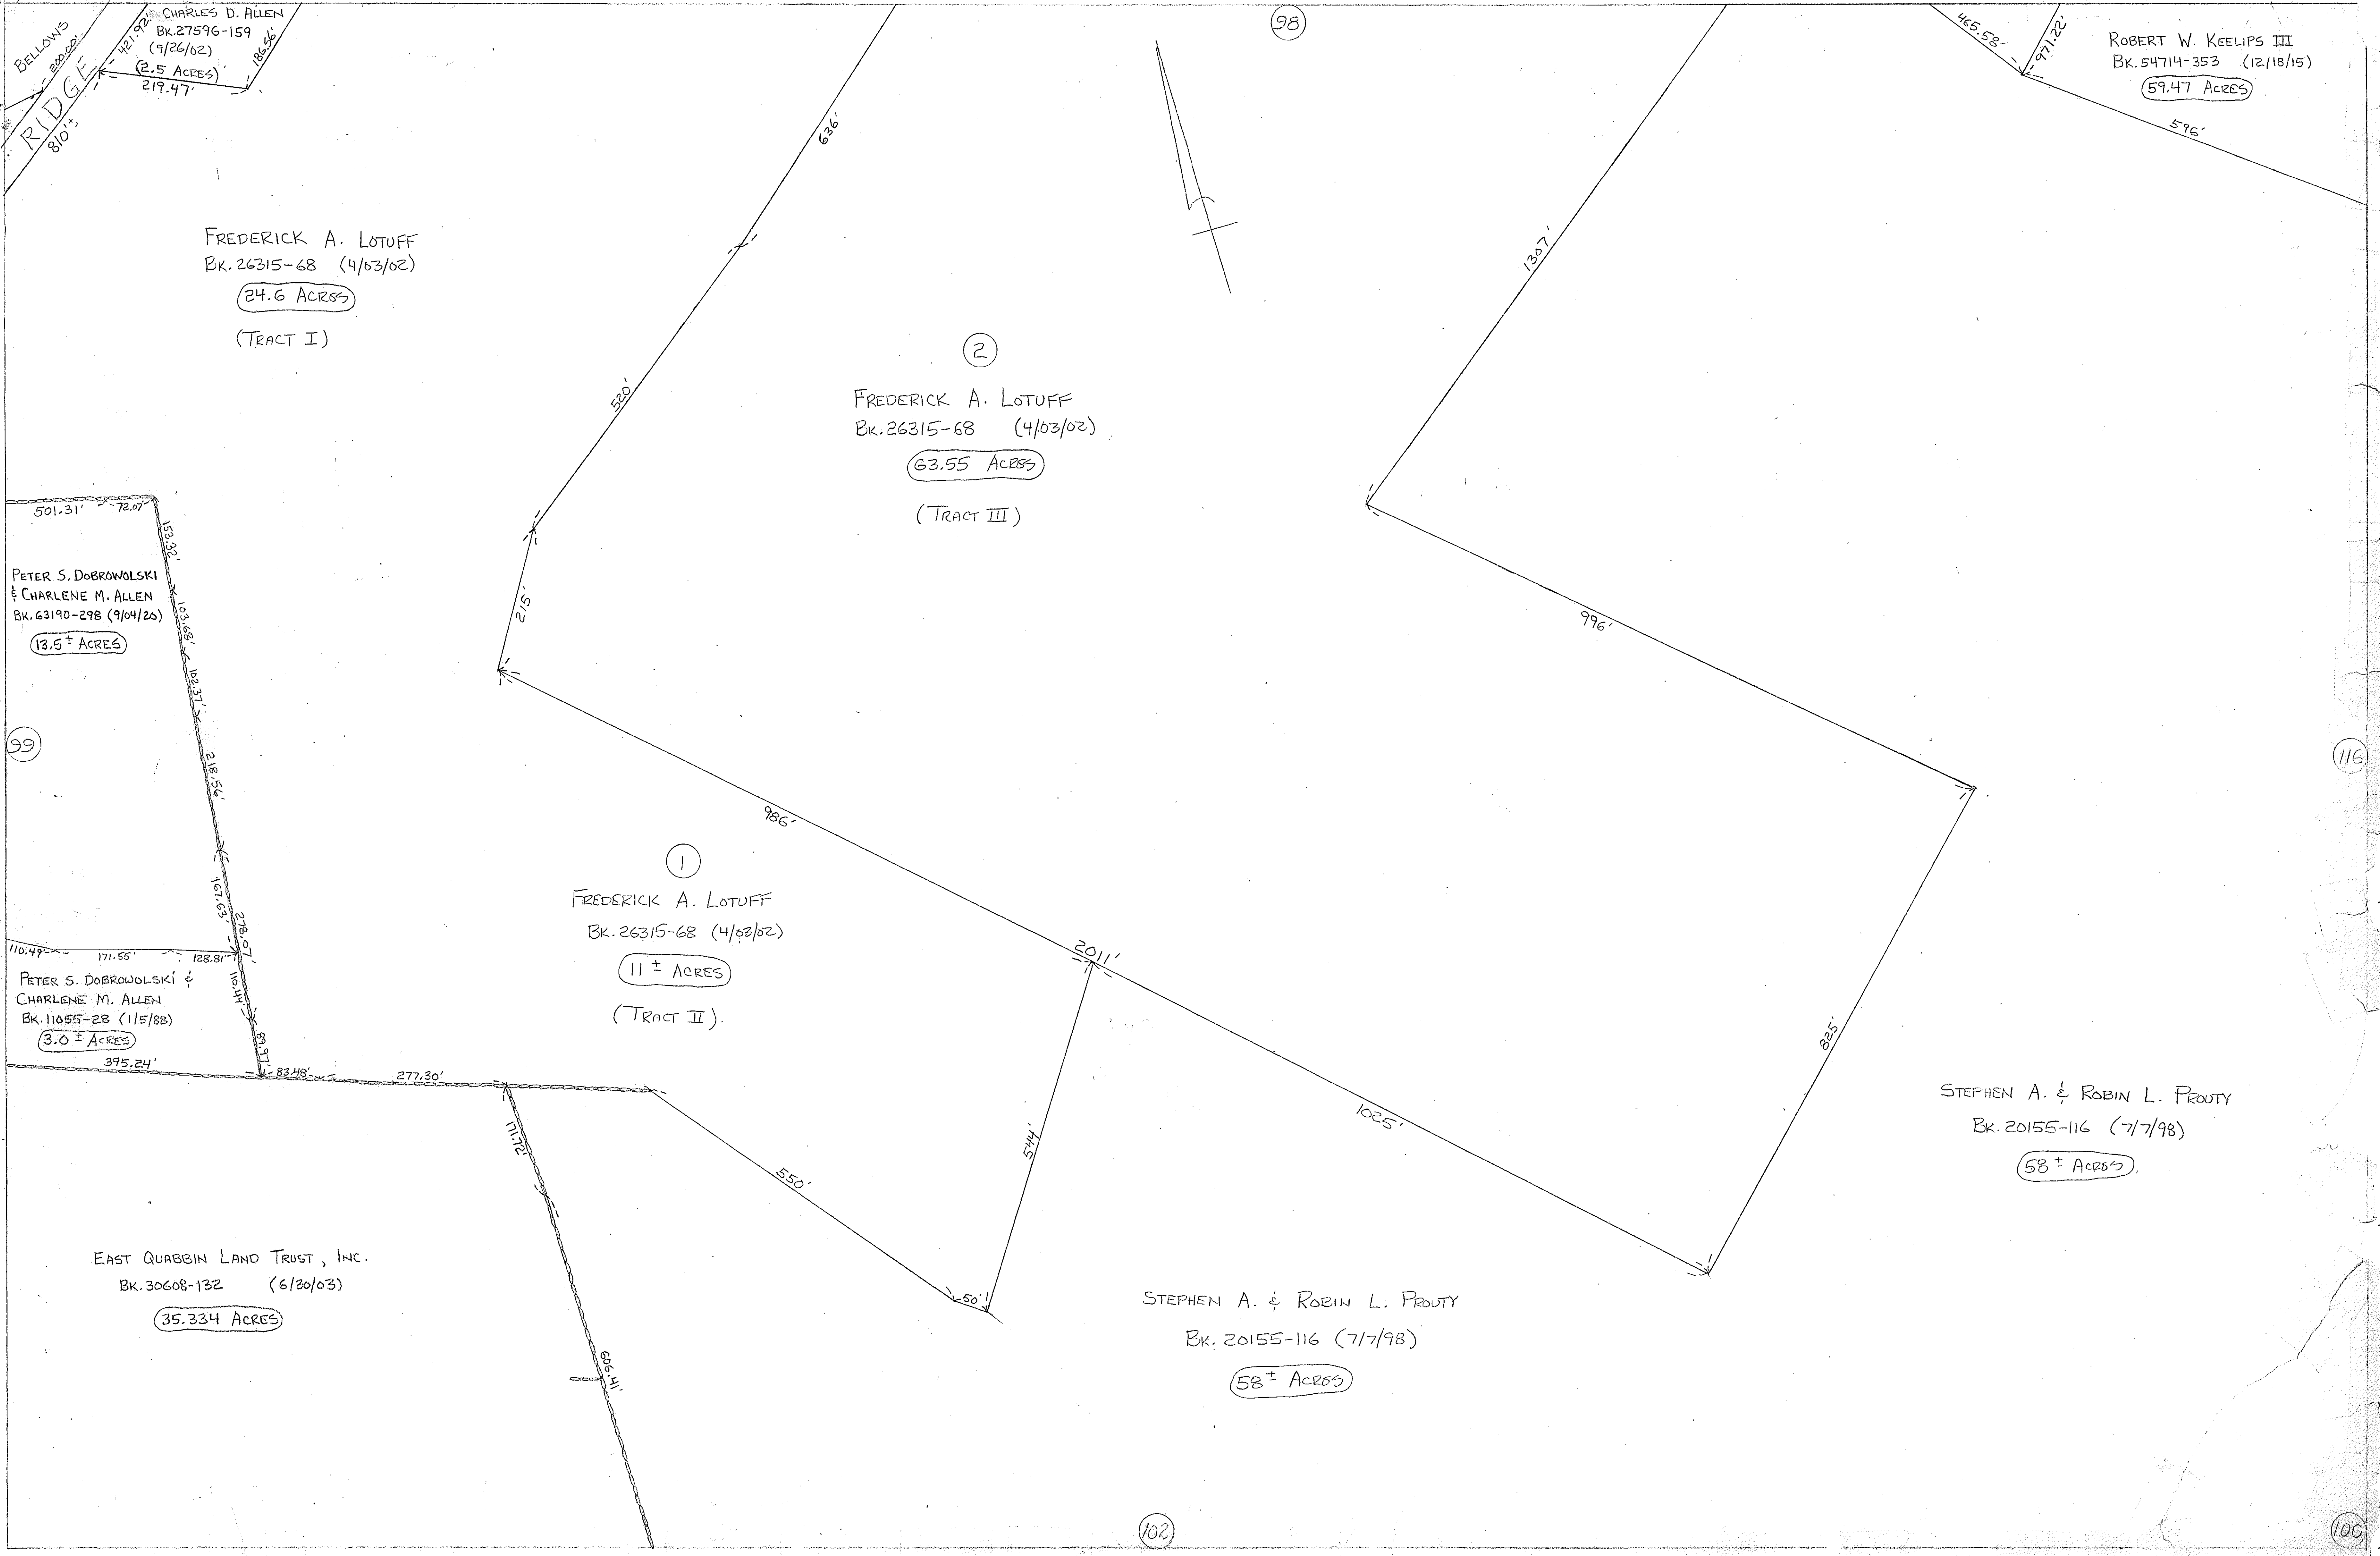 BELLOWS
200.00'
421.92'
CHARLES D. ALLEN
BK.27596-159
(9/26/02)
(2.5 ACRES)
219.47'
186.56'
RIDGE
810'±
98
465.58'
971.22'
ROBERT W. KEELIPS III
BK.54714-353 (12/18/15)
59.47 ACRES
596'
636'
1307'
FREDERICK A. LOTUFF
BK.26315-68 (4/03/02)
24.6 ACRES
(TRACT I)
520'
2
FREDERICK A. LOTUFF
BK.26315-68 (4/03/02)
63.55 ACRES
(TRACT III)
501.31'
72.07'
153.32'
PETER S. DOBROWOLSKI
& CHARLENE M. ALLEN
BK.63190-298 (9/04/20)
13.5± ACRES
103.68'
102.37'
215'
996'
99
116
218.56'
986'
167.63'
278.07'
1
FREDERICK A. LOTUFF
BK.26315-68 (4/03/02)
11± ACRES
(TRACT II).
2011'
110.49'
171.55'
128.81'
PETER S. DOBROWOLSKI &
CHARLENE M. ALLEN
BK.11055-28 (1/5/88)
3.0± ACRES
110.44'
89.97'
395.24'
83.48'
277.30'
171.72'
544'
550'
50'
1025'
825'
STEPHEN A. & ROBIN L. PROUTY
BK.20155-116 (7/7/98)
58± ACRES.
EAST QUABBIN LAND TRUST, INC.
BK.30608-132 (6/30/03)
35.334 ACRES
STEPHEN A. & ROBIN L. PROUTY
BK. 20155-116 (7/7/98)
58± ACRES
606.41'
102
100